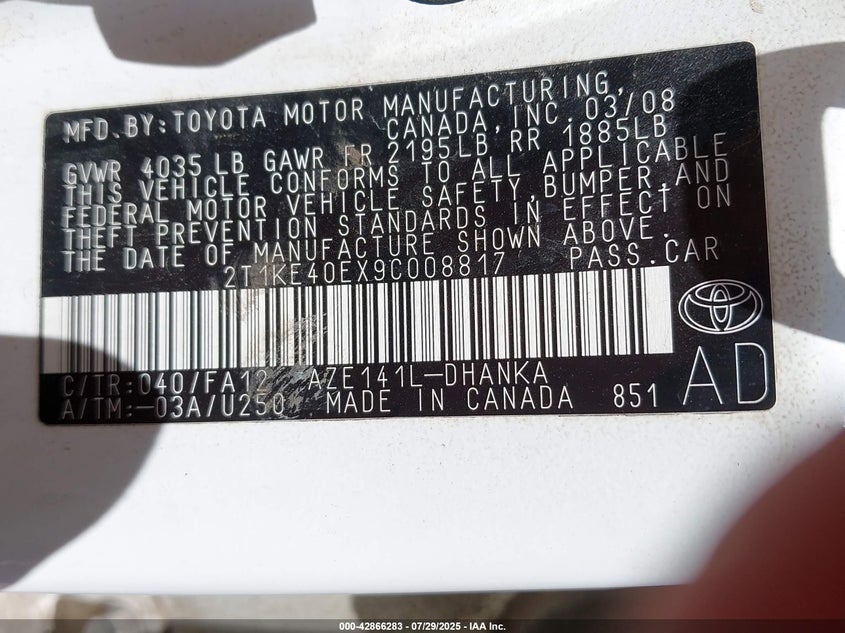 MFD.BY:TOYOTA MOTOR MANUFACTURING,
CANADA,INC. 03/08
GVWR 4035LB GAWR FR 2195LB,RR 1885LB
THIS VEHICLE CONFORMS TO ALL APPLICABLE
FEDERAL MOTOR VEHICLE SAFETY,BUMPER,AND
THEFT PREVENTION STANDARDS IN EFFECT ON
THE DATE OF MANUFACTURE SHOWN ABOVE.
2T1KE40EX9C008817 PASS.CAR
C/TR:040/FA12 AZE141L-DHANKA
A/TM:-03A/U250 MADE IN CANADA 851
AD
000-42866283 - 07/29/2025 - IAA Inc.